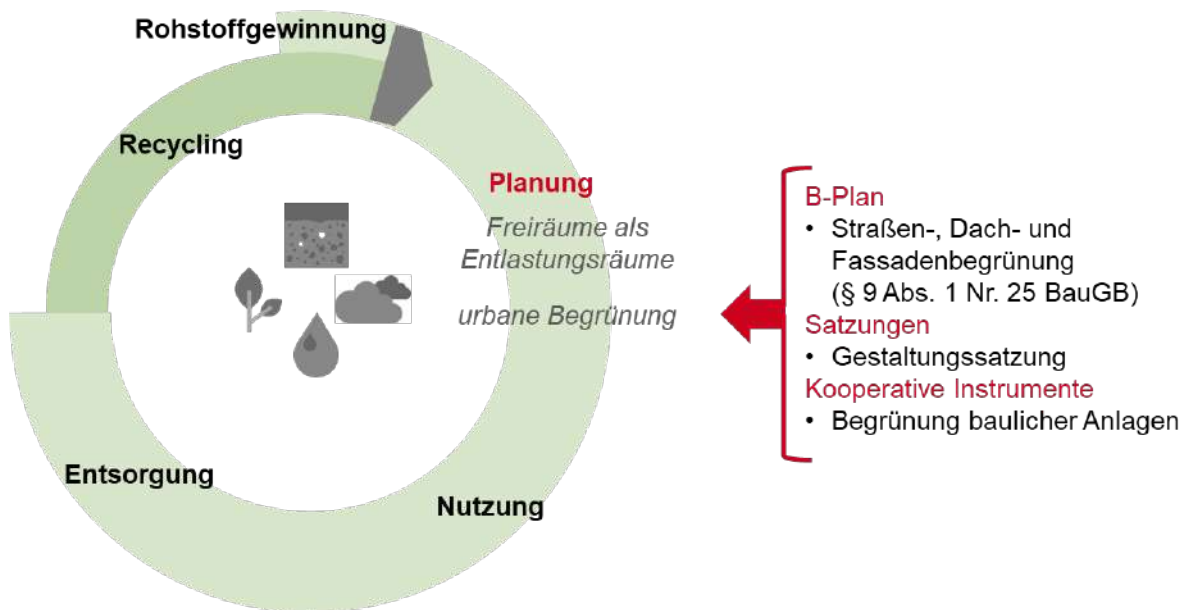 Rohstoffgewinnung
Recycling
Planung
Freiräume als
Entlastungsräume
urbane Begrünung
Entsorgung
Nutzung
B-Plan
• Straßen-, Dach- und
Fassadenbegrünung
(§ 9 Abs. 1 Nr. 25 BauGB)
Satzungen
• Gestaltungssatzung
Kooperative Instrumente
• Begrünung baulicher Anlagen